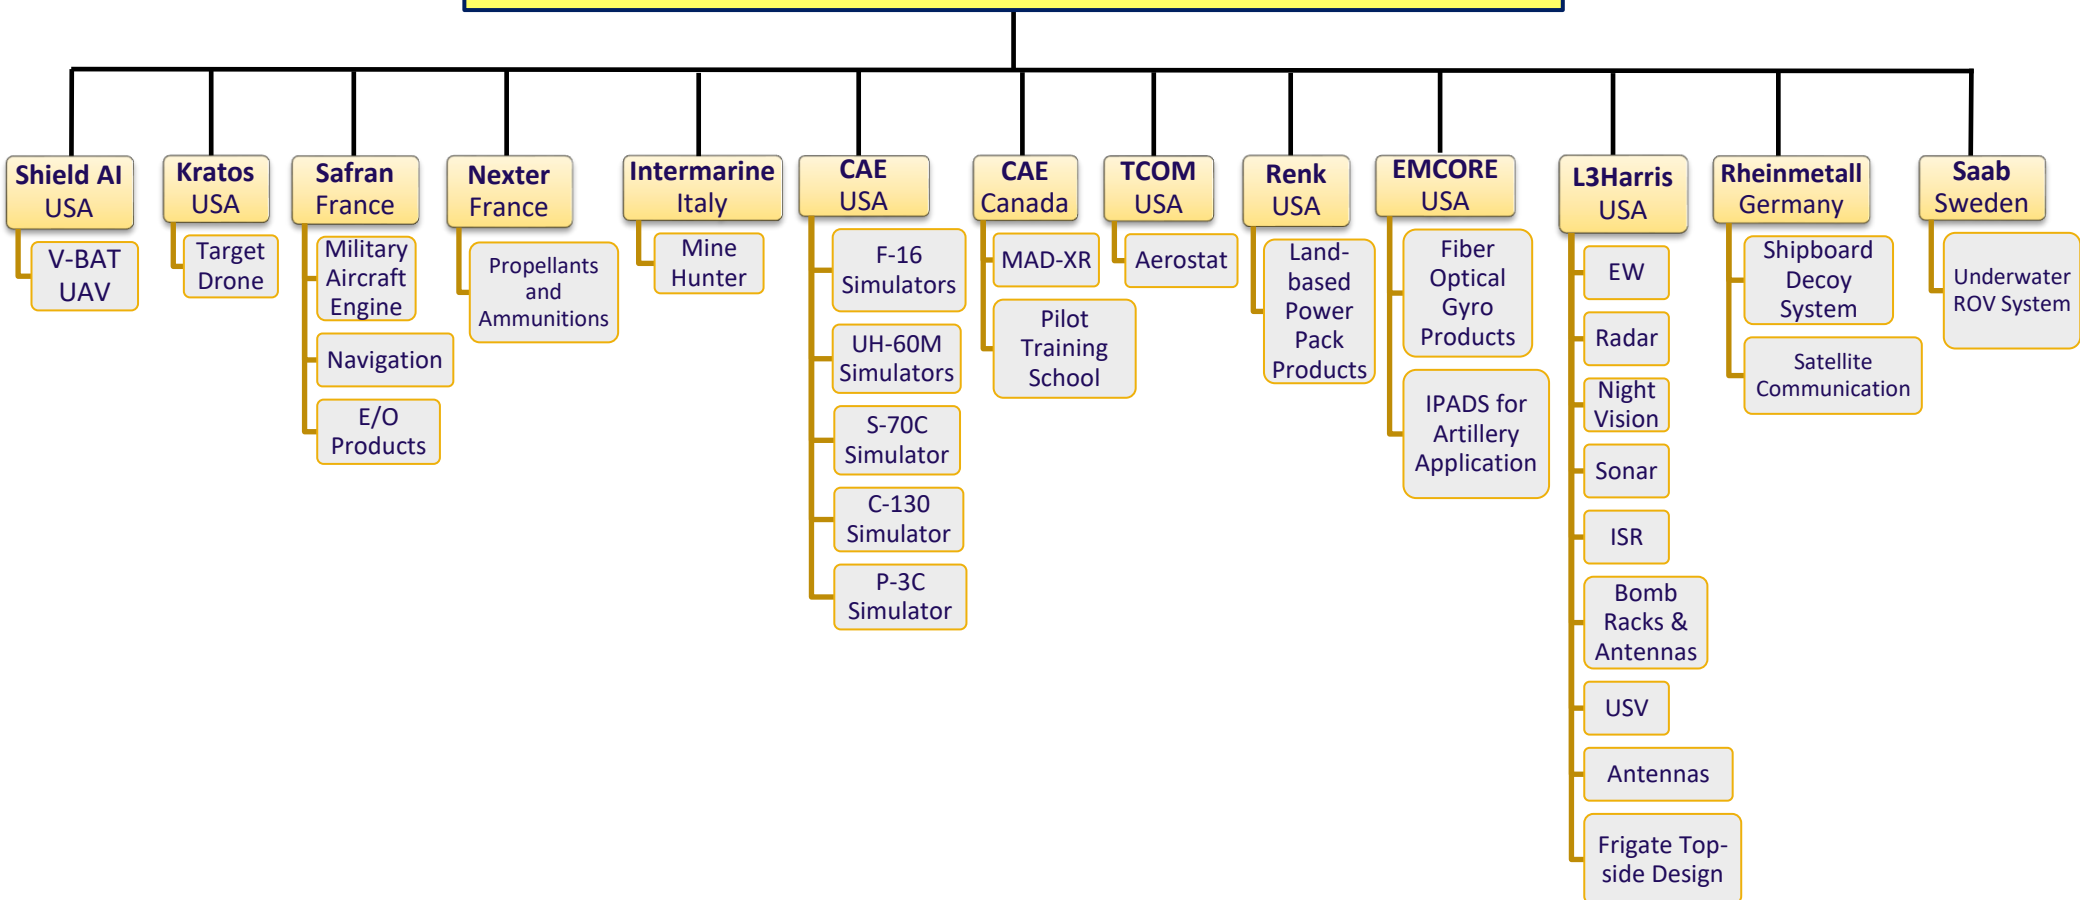 Shield AI
USA
V-BAT
UAV
Kratos
USA
Target
Drone
Safran
France
Military
Aircraft
Engine
Navigation
E/O
Products
Nexter
France
Propellants
and
Ammunitions
Intermarine
Italy
Mine
Hunter
CAE
USA
F-16
Simulators
UH-60M
Simulators
S-70C
Simulator
C-130
Simulator
P-3C
Simulator
CAE
Canada
MAD-XR
Pilot
Training
School
TCOM
USA
Aerostat
Renk
USA
Land-
based
Power
Pack
Products
EMCORE
USA
Fiber
Optical
Gyro
Products
IPADS for
Artillery
Application
L3Harris
USA
EW
Radar
Night
Vision
Sonar
ISR
Bomb
Racks &
Antennas
USV
Antennas
Frigate Top-
side Design
Rheinmetall
Germany
Shipboard
Decoy
System
Satellite
Communication
Saab
Sweden
Underwater
ROV System